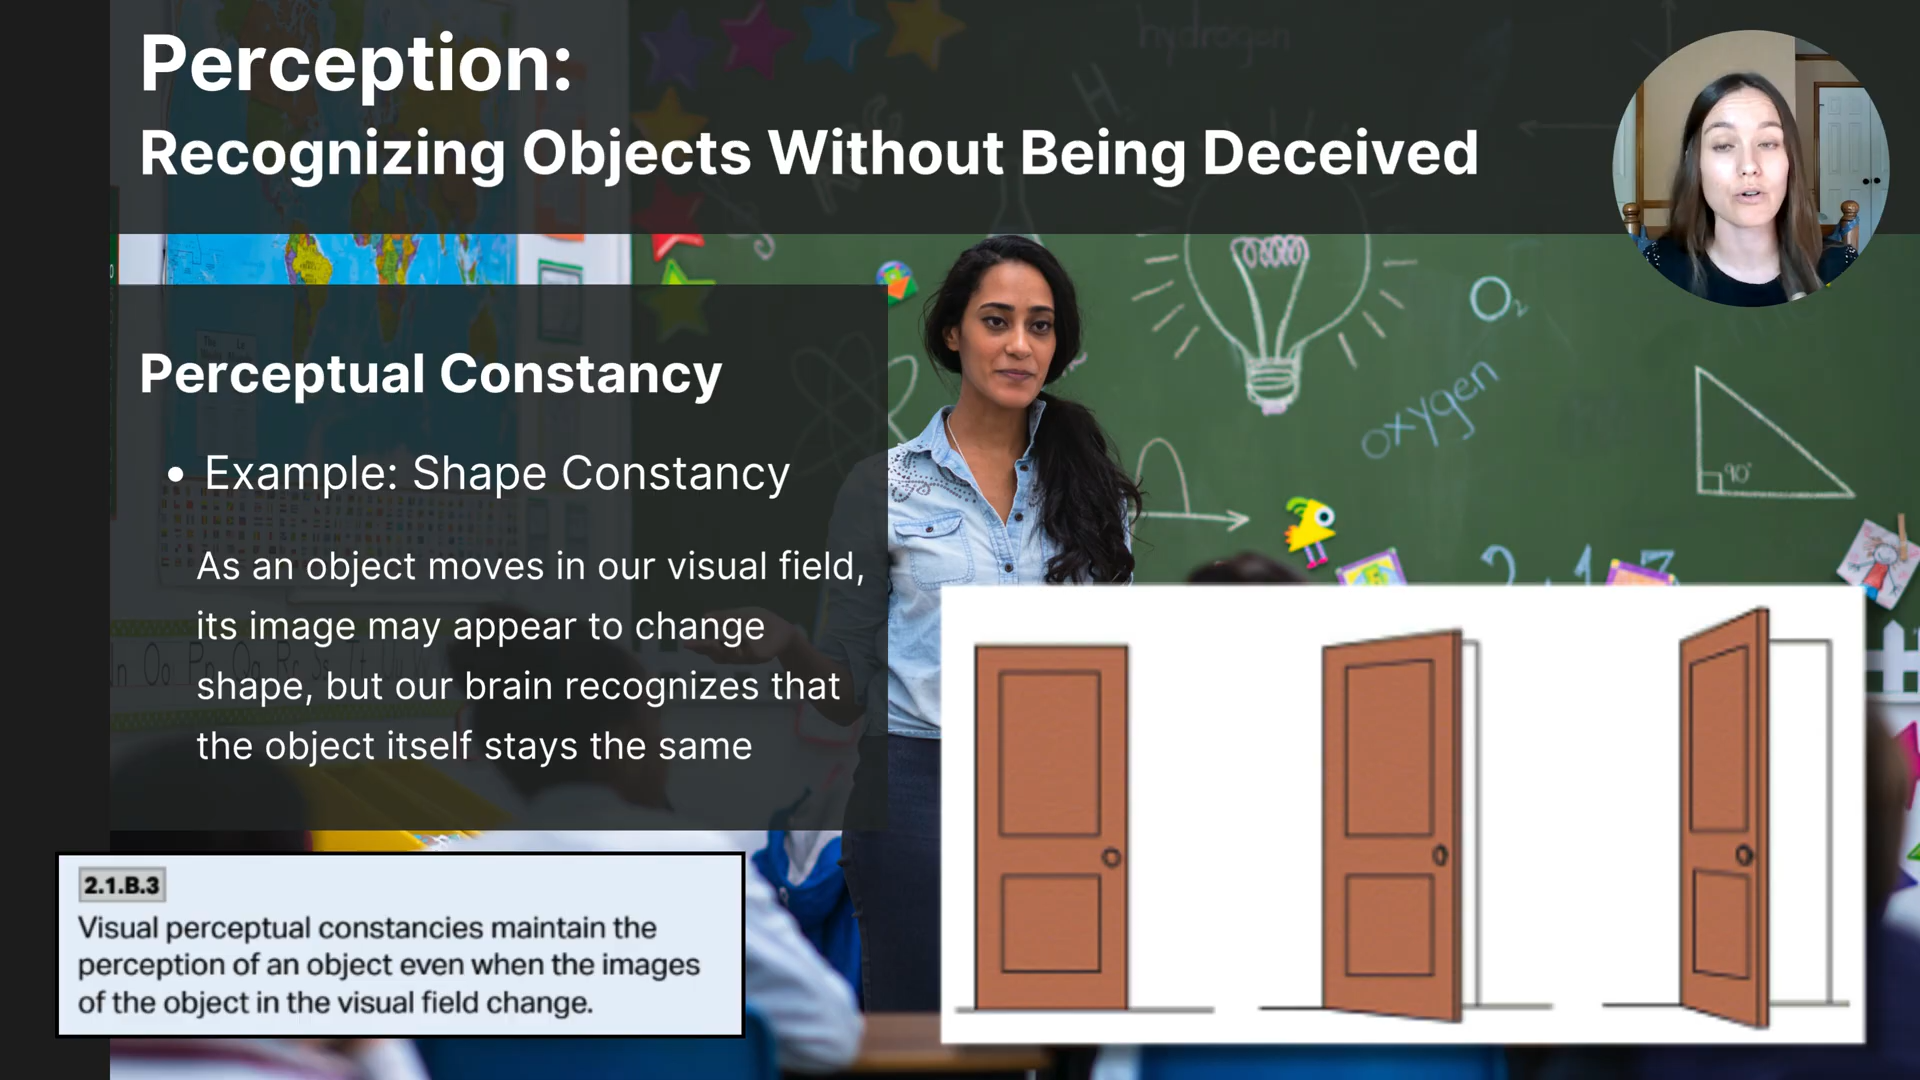 Perception:
Recognizing Objects Without Being Deceived
hydrogen
O₂
oxygen
90°
Perceptual Constancy
• Example: Shape Constancy
As an object moves in our visual field,
its image may appear to change
shape, but our brain recognizes that
the object itself stays the same
2.1.B.3
Visual perceptual constancies maintain the
perception of an object even when the images
of the object in the visual field change.